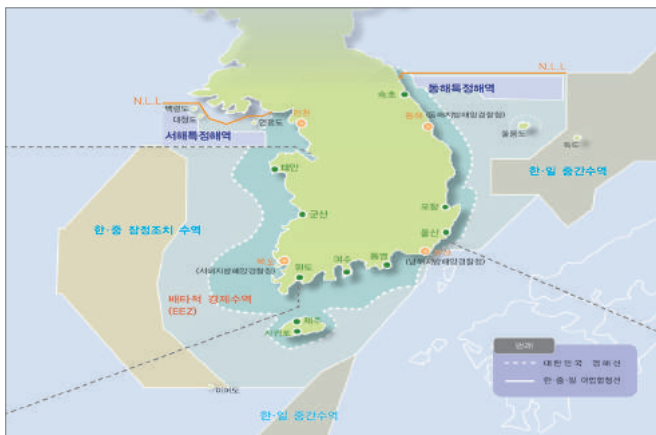 N.L.L
동해특정해역
속초
N.L.L
백령도
대청도
연평도
인천
동해
(동해지방해양경찰청)
울릉도
독도
서해특정해역
태안
한·일 중간수역
군산
포항
한·중 잠정조치 수역
울산
목포
(서해지방해양경찰청)
완도
여수
통영
부산
(남해지방해양경찰청)
배타적 경제수역
(EEZ)
제주
서귀포
범례
대한민국 영해선
한·중·일 어업협정선
이어도
한·일 중간수역